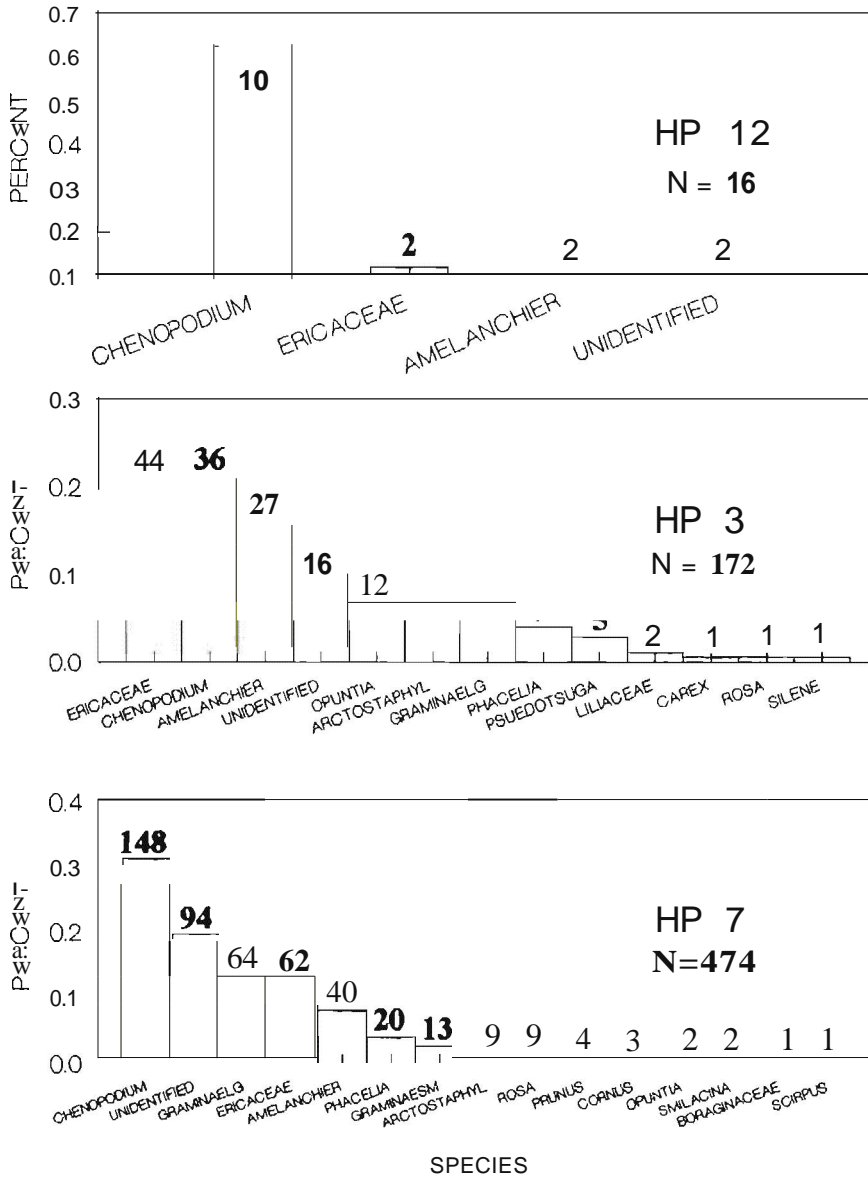 0.7
0.6
0.5
0.4
03
0.2
0.1
PERCENT
10
2
2
2
HP 12
N = 16
CHENOPODIUM
ERICACEAE
AMELANCHIER
UNIDENTIFIED
0.3
0.2
0.1
0.0
44
36
27
16
12
2
1
1
1
HP 3
N = 172
ERICACEAE
CHENOPODIUM
AMELANCHIER
UNIDENTIFIED
OPUNTIA
ARCTOSTAPHYL
GRAMINAELG
PHACELIA
PSUEDOTSUGA
LILIACEAE
CAREX
ROSA
SILENE
0.4
0.3
0.2
0.1
0.0
148
94
64
62
40
20
13
9
9
4
3
2
2
1
1
HP 7
N=474
CHENOPODIUM
UNIDENTIFIED
GRAMINAELG
ERICACEAE
AMELANCHIER
PHACELIA
GRAMINAESM
ARCTOSTAPHYL
ROSA
PRUNUS
CORNUS
OPUNTIA
SMILACINA
BORAGINACEAE
SCIRPUS
SPECIES